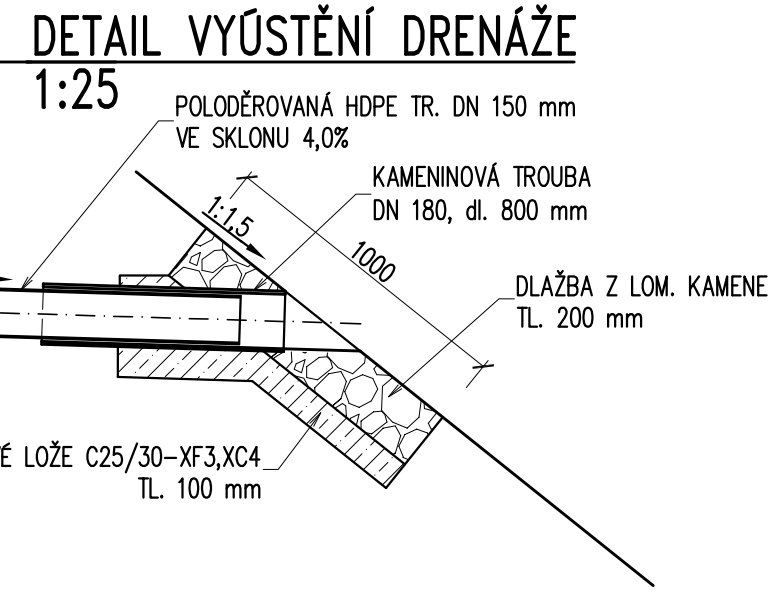 DETAIL VYÚSTĚNÍ DRENÁŽE
1:25
POLODĚROVANÁ HDPE TR. DN 150 mm
VE SKLONU 4,0%
KAMENINOVÁ TROUBA
DN 180, dl. 800 mm
1:1,5
1000
DLAŽBA Z LOM. KAMENE
TL. 200 mm
LOŽE C25/30-XF3,XC4
TL. 100 mm